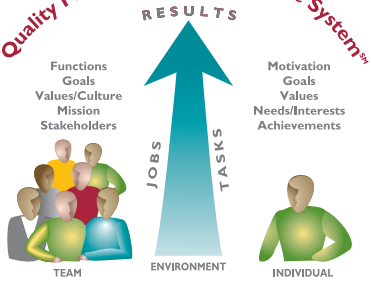 Quality
System℠
RESULTS
Functions
Goals
Values/Culture
Mission
Stakeholders
JOBS
TASKS
Motivation
Goals
Values
Needs/Interests
Achievements
TEAM
ENVIRONMENT
INDIVIDUAL